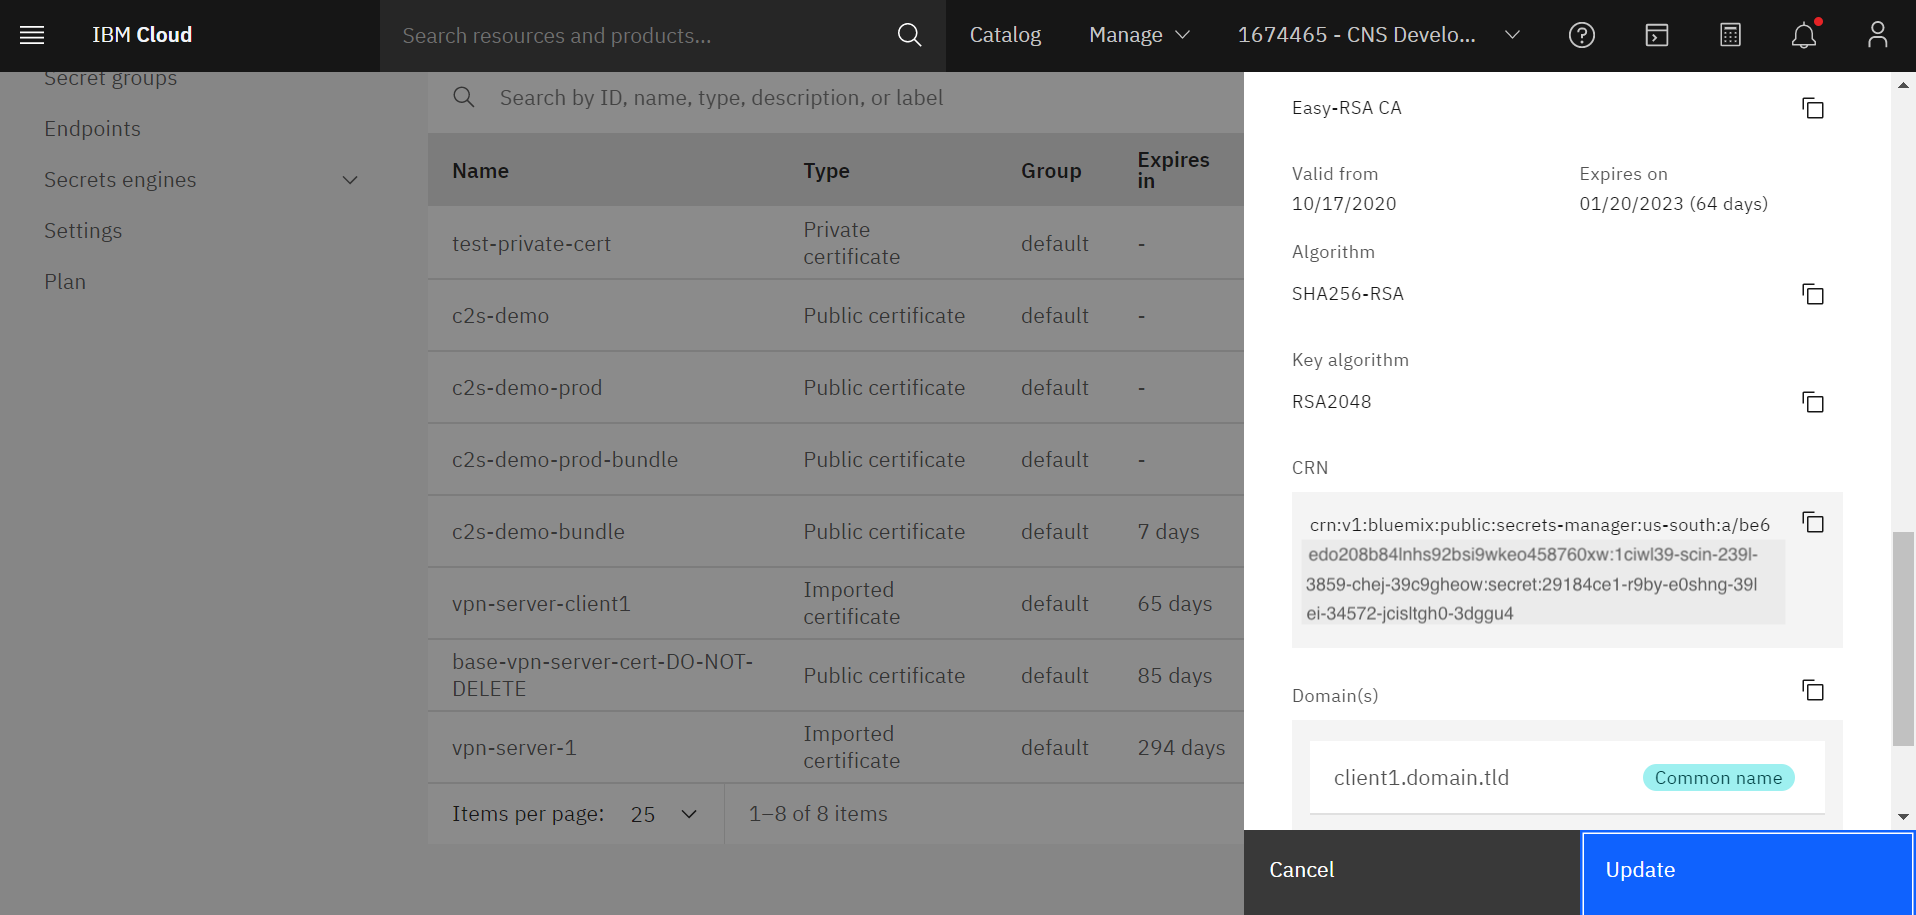 IBM Cloud
Search resources and products...
Catalog
Manage
1674465 - CNS Develo...
Secret groups
Endpoints
Secrets engines
Settings
Plan
Search by ID, name, type, description, or label
Name Type Group Expires in
test-private-cert Private certificate default -
c2s-demo Public certificate default -
c2s-demo-prod Public certificate default -
c2s-demo-prod-bundle Public certificate default -
c2s-demo-bundle Public certificate default 7 days
vpn-server-client1 Imported certificate default 65 days
base-vpn-server-cert-DO-NOT-DELETE Public certificate default 85 days
vpn-server-1 Imported certificate default 294 days
Items per page: 25 1–8 of 8 items
Easy-RSA CA
Valid from Expires on
10/17/2020 01/20/2023 (64 days)
Algorithm
SHA256-RSA
Key algorithm
RSA2048
CRN
crn:v1:bluemix:public:secrets-manager:us-south:a/be6
edo208b84lnhs92bsi9wkeo458760xw:1ciwl39-scin-239l-
3859-chej-39c9gheow:secret:29184ce1-r9by-e0shng-39l
ei-34572-jcisltgh0-3dggu4
Domain(s)
client1.domain.tld Common name
Cancel Update